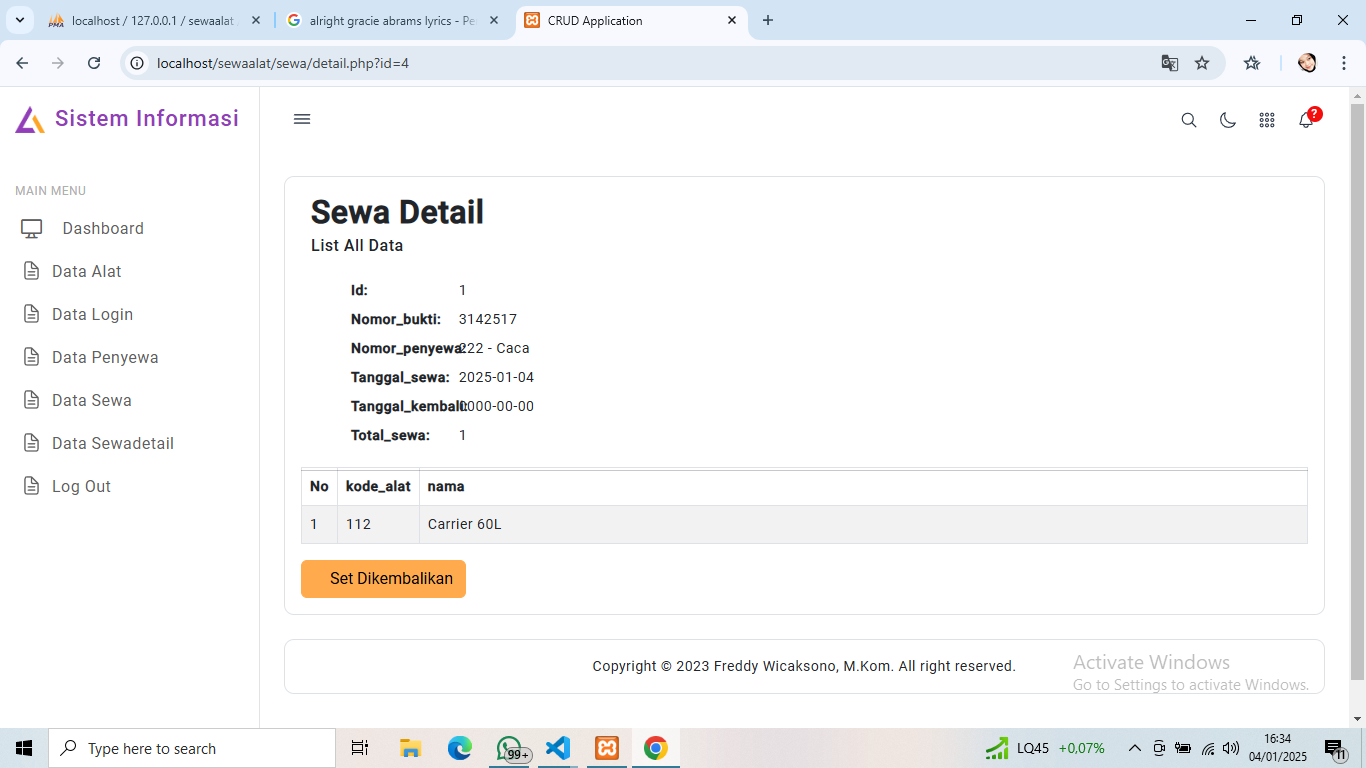 localhost / 127.0.0.1 / sewaalat
alright gracie abrams lyrics - Pe
CRUD Application
localhost/sewaalat/sewa/detail.php?id=4
Sistem Informasi
?
MAIN MENU
Dashboard
Data Alat
Data Login
Data Penyewa
Data Sewa
Data Sewadetail
Log Out
Sewa Detail
List All Data
Id: 1
Nomor_bukti: 3142517
Nomor_penyewa: 222 - Caca
Tanggal_sewa: 2025-01-04
Tanggal_kembali: 0000-00-00
Total_sewa: 1
No kode_alat nama
1 112 Carrier 60L
Set Dikembalikan
Copyright © 2023 Freddy Wicaksono, M.Kom. All right reserved.
Activate Windows
Go to Settings to activate Windows.
Type here to search
99+
LQ45 +0,07%
16:34
04/01/2025
11